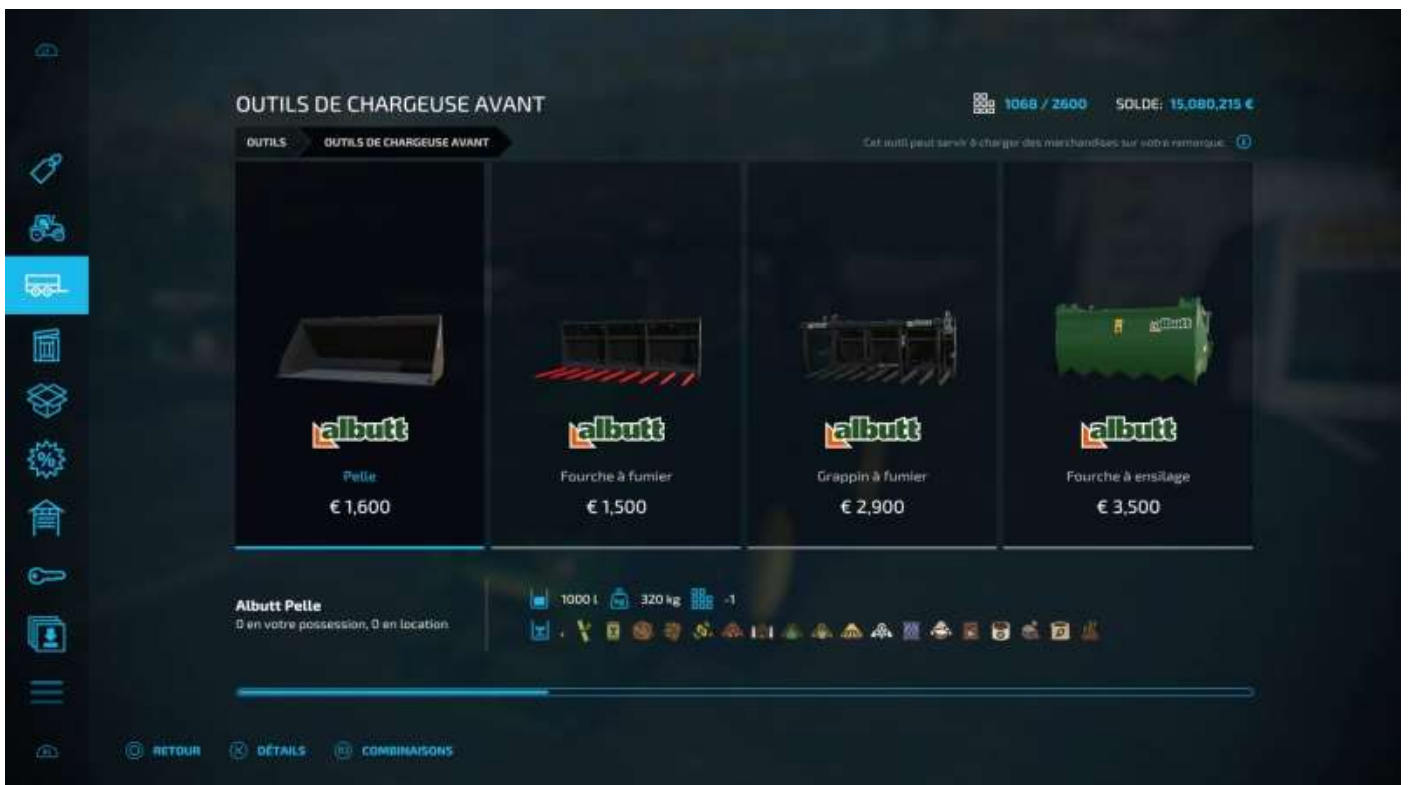 OUTILS DE CHARGEUSE AVANT
1068 / 2600 SOLDE: 15,080,215 €
OUTILS OUTILS DE CHARGEUSE AVANT
Cet outil peut servir à charger des marchandises sur votre remorque.
albutt
albutt albutt albutt albutt
Pelle Fourche à fumier Grappin à fumier Fourche à ensilage
€ 1,600 € 1,500 € 2,900 € 3,500
Albutt Pelle
0 en votre possession, 0 en location
1000 l kg 320 kg -1
RETOUR DÉTAILS COMBINAISONS